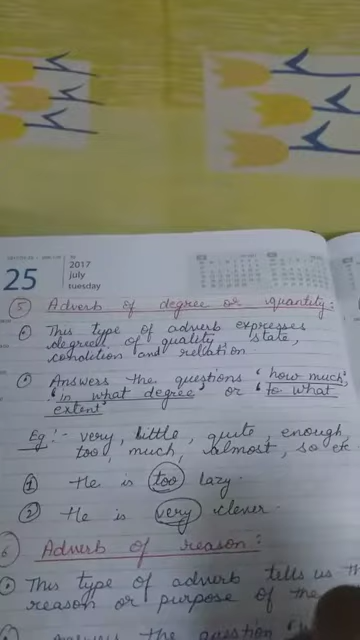 25
2017
july
tuesday
5 Adverb of degree or quantity:
This type of adverb expresses
degrees of quality, state,
condition and relation.
Answers the questions 'how much'
'in what degree' or 'to what
extent'
Eg:- very, little, quite, enough,
too, much, almost, so etc
1 He is too lazy.
2 He is very clever.
6 Adverb of reason:
This type of adverb tells us
reason or purpose of the
the question